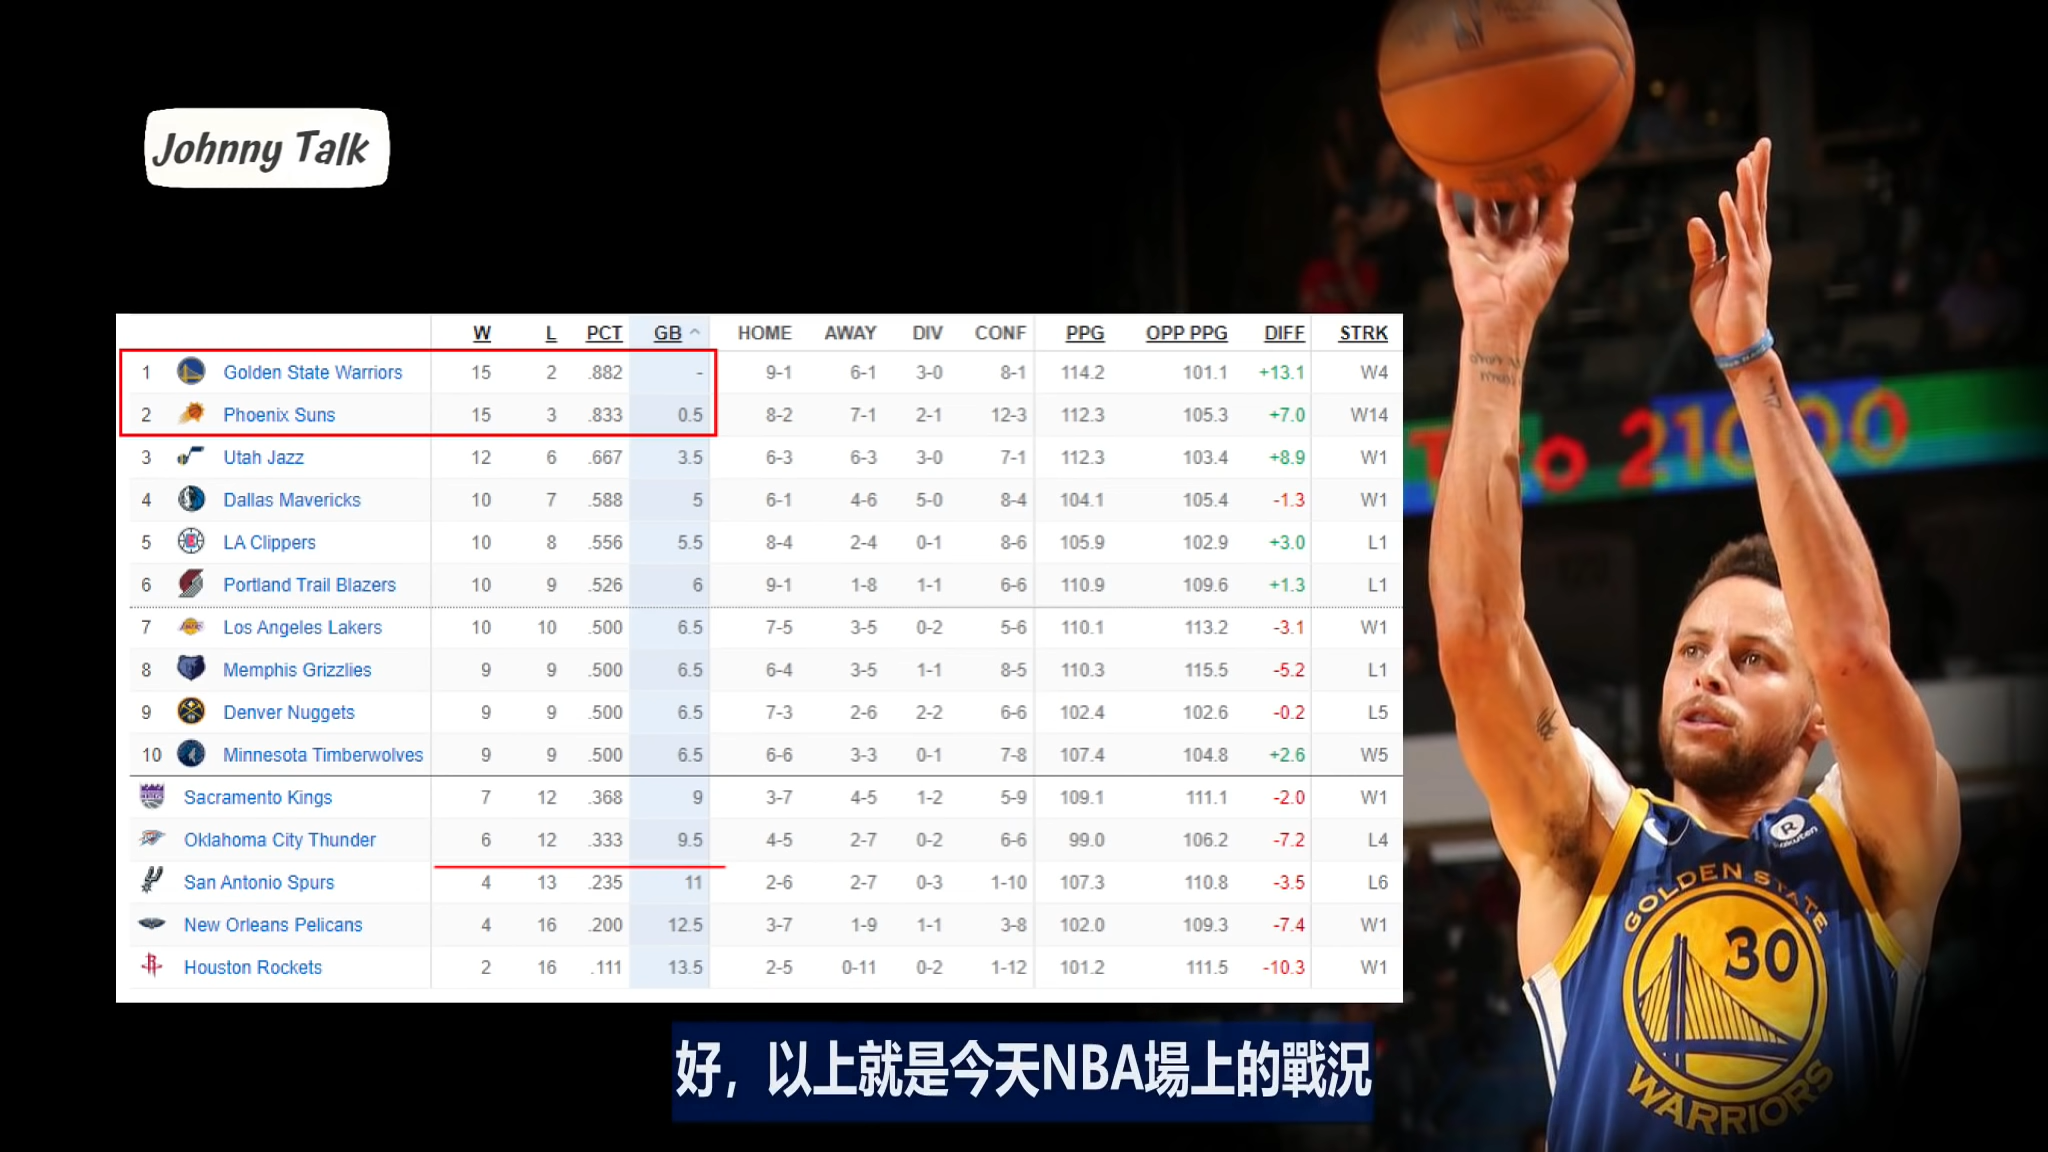 Johnny Talk
W L PCT GB HOME AWAY DIV CONF PPG OPP PPG DIFF STRK
1 Golden State Warriors 15 2 .882 - 9-1 6-1 3-0 8-1 114.2 101.1 +13.1 W4
2 Phoenix Suns 15 3 .833 0.5 8-2 7-1 2-1 12-3 112.3 105.3 +7.0 W14
3 Utah Jazz 12 6 .667 3.5 6-3 6-3 3-0 7-1 112.3 103.4 +8.9 W1
4 Dallas Mavericks 10 7 .588 5 6-1 4-6 5-0 8-4 104.1 105.4 -1.3 W1
5 LA Clippers 10 8 .556 5.5 8-4 2-4 0-1 8-6 105.9 102.9 +3.0 L1
6 Portland Trail Blazers 10 9 .526 6 9-1 1-8 1-1 6-6 110.9 109.6 +1.3 L1
7 Los Angeles Lakers 10 10 .500 6.5 7-5 3-5 0-2 5-6 110.1 113.2 -3.1 W1
8 Memphis Grizzlies 9 9 .500 6.5 6-4 3-5 1-1 8-5 110.3 115.5 -5.2 L1
9 Denver Nuggets 9 9 .500 6.5 7-3 2-6 2-2 6-6 102.4 102.6 -0.2 L5
10 Minnesota Timberwolves 9 9 .500 6.5 6-6 3-3 0-1 7-8 107.4 104.8 +2.6 W5
Sacramento Kings 7 12 .368 9 3-7 4-5 1-2 5-9 109.1 111.1 -2.0 W1
Oklahoma City Thunder 6 12 .333 9.5 4-5 2-7 0-2 6-6 99.0 106.2 -7.2 L4
San Antonio Spurs 4 13 .235 11 2-6 2-7 0-3 1-10 107.3 110.8 -3.5 L6
New Orleans Pelicans 4 16 .200 12.5 3-7 1-9 1-1 3-8 102.0 109.3 -7.4 W1
Houston Rockets 2 16 .111 13.5 2-5 0-11 0-2 1-12 101.2 111.5 -10.3 W1
Rakuten
GOLDEN STATE
30
WARRIORS
好，以上就是今天NBA場上的戰況